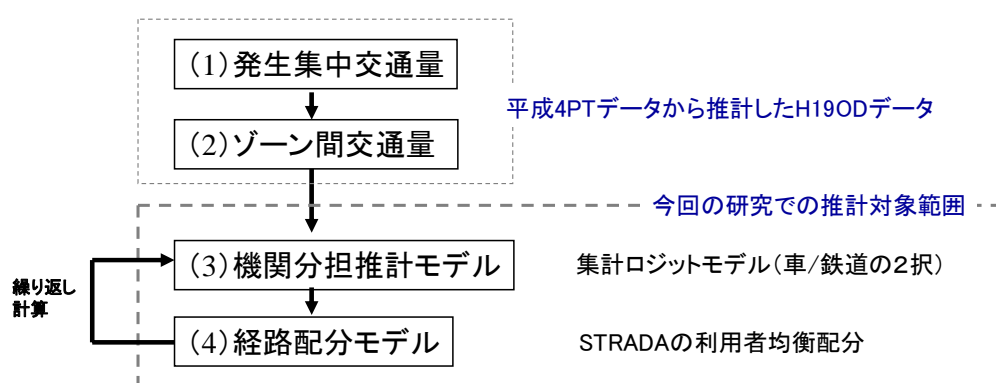 (1)発生集中交通量
平成4PTデータから推計したH19ODデータ
(2)ゾーン間交通量
今回の研究での推計対象範囲
(3)機関分担推計モデル
集計ロジットモデル(車/鉄道の2択)
繰り返し
計算
(4)経路配分モデル
STRADAの利用者均衡配分